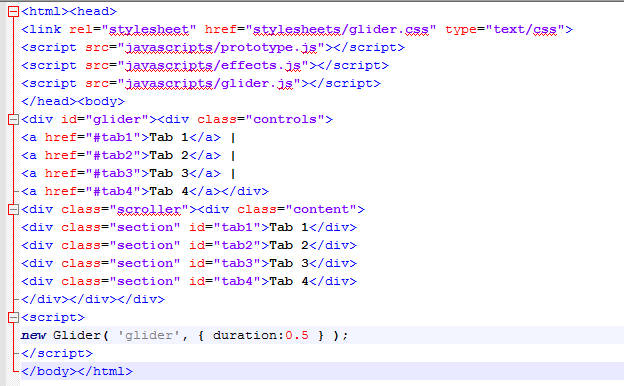 <html><head>
<link rel="stylesheet" href="stylesheets/glider.css" type="text/css">
<script src="javascripts/prototype.js"></script>
<script src="javascripts/effects.js"></script>
<script src="javascripts/glider.js"></script>
</head><body>
<div id="glider"><div class="controls">
<a href="#tab1">Tab 1</a> |
<a href="#tab2">Tab 2</a> |
<a href="#tab3">Tab 3</a> |
<a href="#tab4">Tab 4</a></div>
<div class="scroller"><div class="content">
<div class="section" id="tab1">Tab 1</div>
<div class="section" id="tab2">Tab 2</div>
<div class="section" id="tab3">Tab 3</div>
<div class="section" id="tab4">Tab 4</div>
</div></div></div>
<script>
new Glider( 'glider', { duration:0.5 } );
</script>
</body></html>